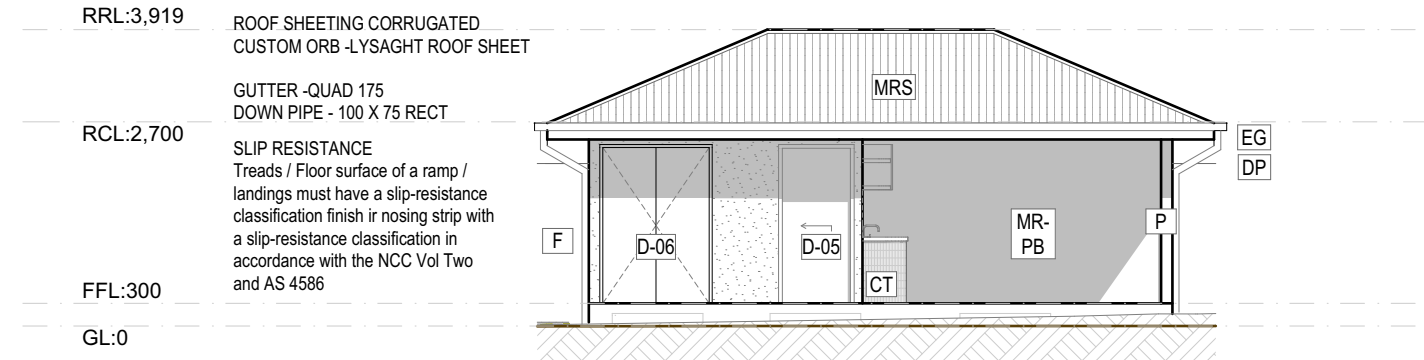 RRL:3,919
ROOF SHEETING CORRUGATED
CUSTOM ORB -LYSAGHT ROOF SHEET
GUTTER -QUAD 175
DOWN PIPE - 100 X 75 RECT
RCL:2,700
SLIP RESISTANCE
Treads / Floor surface of a ramp /
landings must have a slip-resistance
classification finish ir nosing strip with
a slip-resistance classification in
accordance with the NCC Vol Two
and AS 4586
FFL:300
GL:0
MRS
EG
DP
F
D-06
D-05
CT
MR-
PB
P